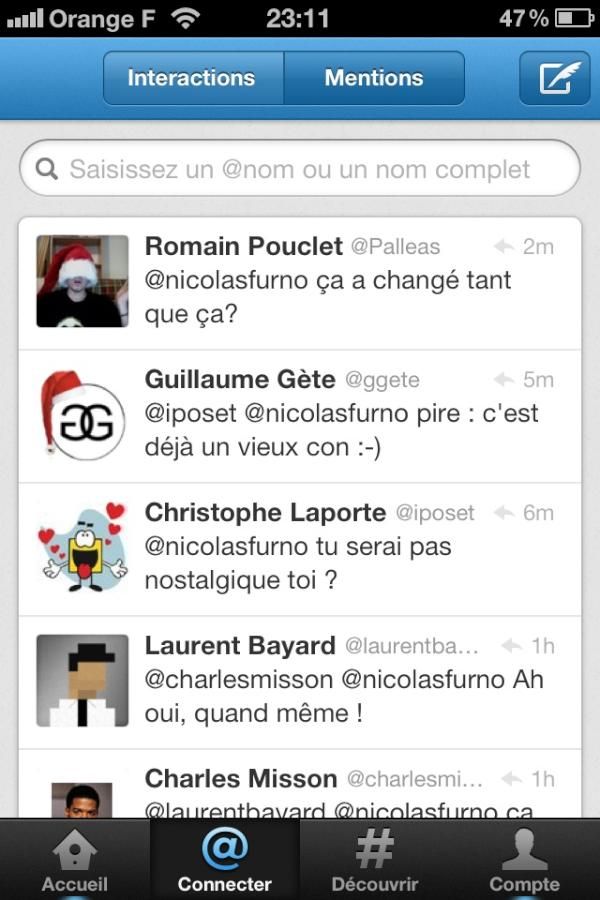 Orange F 23:11 47 %
Interactions Mentions
Saisissez un @nom ou un nom complet
Romain Pouclet @Palleas 2m
@nicolasfurno ça a changé tant
que ça?
Guillaume Gète @ggete 5m
@iposet @nicolasfurno pire : c'est
déjà un vieux con :-)
Christophe Laporte @iposet 6m
@nicolasfurno tu serai pas
nostalgique toi ?
Laurent Bayard @laurentba... 1h
@charlesmisson @nicolasfurno Ah
oui, quand même !
Charles Misson @charlesmi... 1h
@laurentbayard @nicolasfurno ça
Accueil Connecter Découvrir Compte